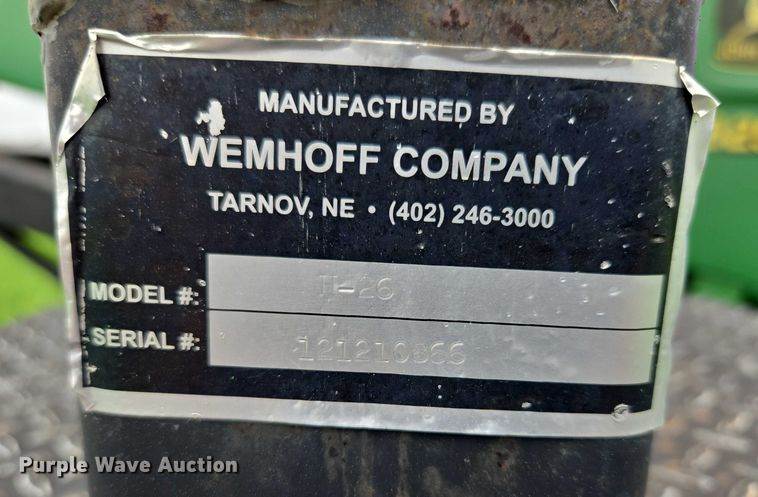 MANUFACTURED BY
WEMHOFF COMPANY
TARNOV, NE • (402) 246-3000
MODEL #:
SERIAL #:
Purple Wave Auction